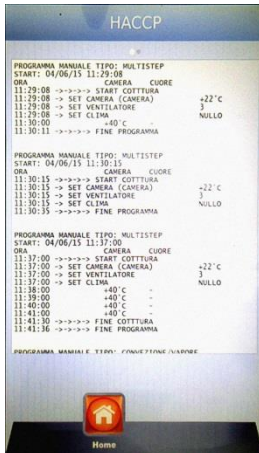 HACCP
PROGRAMMA MANUALE TIPO: MULTISTEP
START: 04/06/15 11:29:08
ORA CAMERA CUORE
11:29:08 ->->->-> START COTTTURA
11:29:08 -> SET CAMERA (CAMERA) +22°C
11:29:08 -> SET VENTILATORE 3
11:29:08 -> SET CLIMA NULLO
11:30:00 +40°C -
11:30:11 ->->->-> FINE PROGRAMMA
PROGRAMMA MANUALE TIPO: MULTISTEP
START: 04/06/15 11:30:15
ORA CAMERA CUORE
11:30:15 ->->->-> START COTTTURA
11:30:15 -> SET CAMERA (CAMERA) +22°C
11:30:15 -> SET VENTILATORE 3
11:30:15 -> SET CLIMA NULLO
11:30:35 ->->->-> FINE PROGRAMMA
PROGRAMMA MANUALE TIPO: MULTISTEP
START: 04/06/15 11:37:00
ORA CAMERA CUORE
11:37:00 ->->->-> START COTTTURA
11:37:00 -> SET CAMERA (CAMERA) +22°C
11:37:00 -> SET VENTILATORE 3
11:37:00 -> SET CLIMA NULLO
11:38:00 +40°C -
11:39:00 +40°C -
11:40:00 +40°C -
11:41:00 +40°C -
11:41:30 ->->->-> FINE COTTTURA
11:41:36 ->->->-> FINE PROGRAMMA
PROGRAMMA MANUALE TIPO: CONVEZIONE/VAPORE
Home